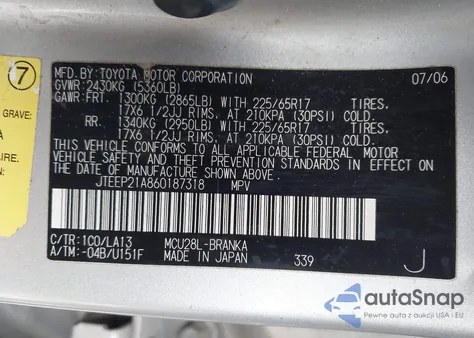 7
GRAVE:
A
AIRE.
MFD.BY: TOYOTA MOTOR CORPORATION 07/06
GVWR: 2430KG (5360LB)
GAWR: FRT. 1300KG (2865LB) WITH 225/65R17 TIRES,
17X6 1/2JJ RIMS, AT 210KPA (30PSI) COLD.
RR. 1340KG (2950LB) WITH 225/65R17 TIRES,
17X6 1/2JJ RIMS, AT 210KPA (30PSI) COLD.
THIS VEHICLE CONFORMS TO ALL APPLICABLE FEDERAL MOTOR
VEHICLE SAFETY AND THEFT PREVENTION STANDARDS IN EFFECT ON
THE DATE OF MANUFACTURE SHOWN ABOVE.
JTEEP21A860187318 MPV
C/TR: 1C0/LA13 MCU28L-BRANKA
A/TM: -04B/U151F MADE IN JAPAN 339 J
autoSnap
Pewne auta z aukcji USA i EU